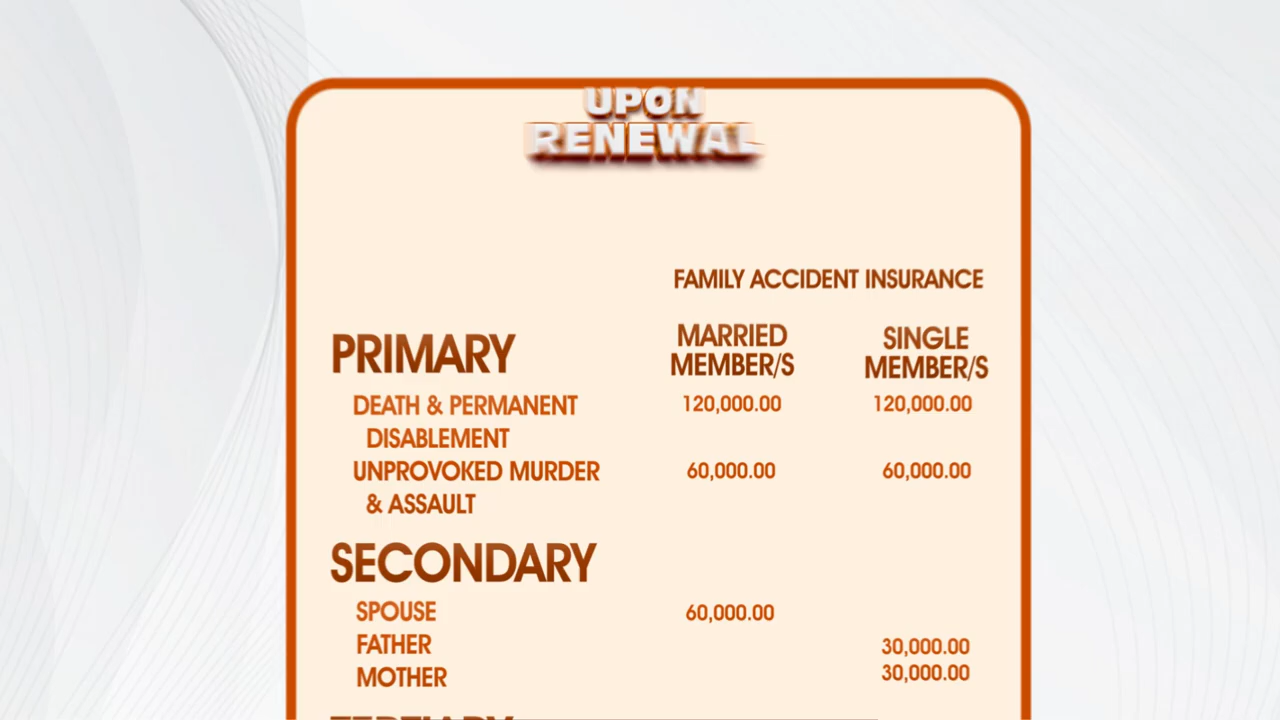 UPON
RENEWAL
FAMILY ACCIDENT INSURANCE
PRIMARY
MARRIED
MEMBER/S
SINGLE
MEMBER/S
DEATH & PERMANENT
DISABLEMENT
120,000.00
120,000.00
UNPROVOKED MURDER
& ASSAULT
60,000.00
60,000.00
SECONDARY
SPOUSE
60,000.00
FATHER
30,000.00
MOTHER
30,000.00